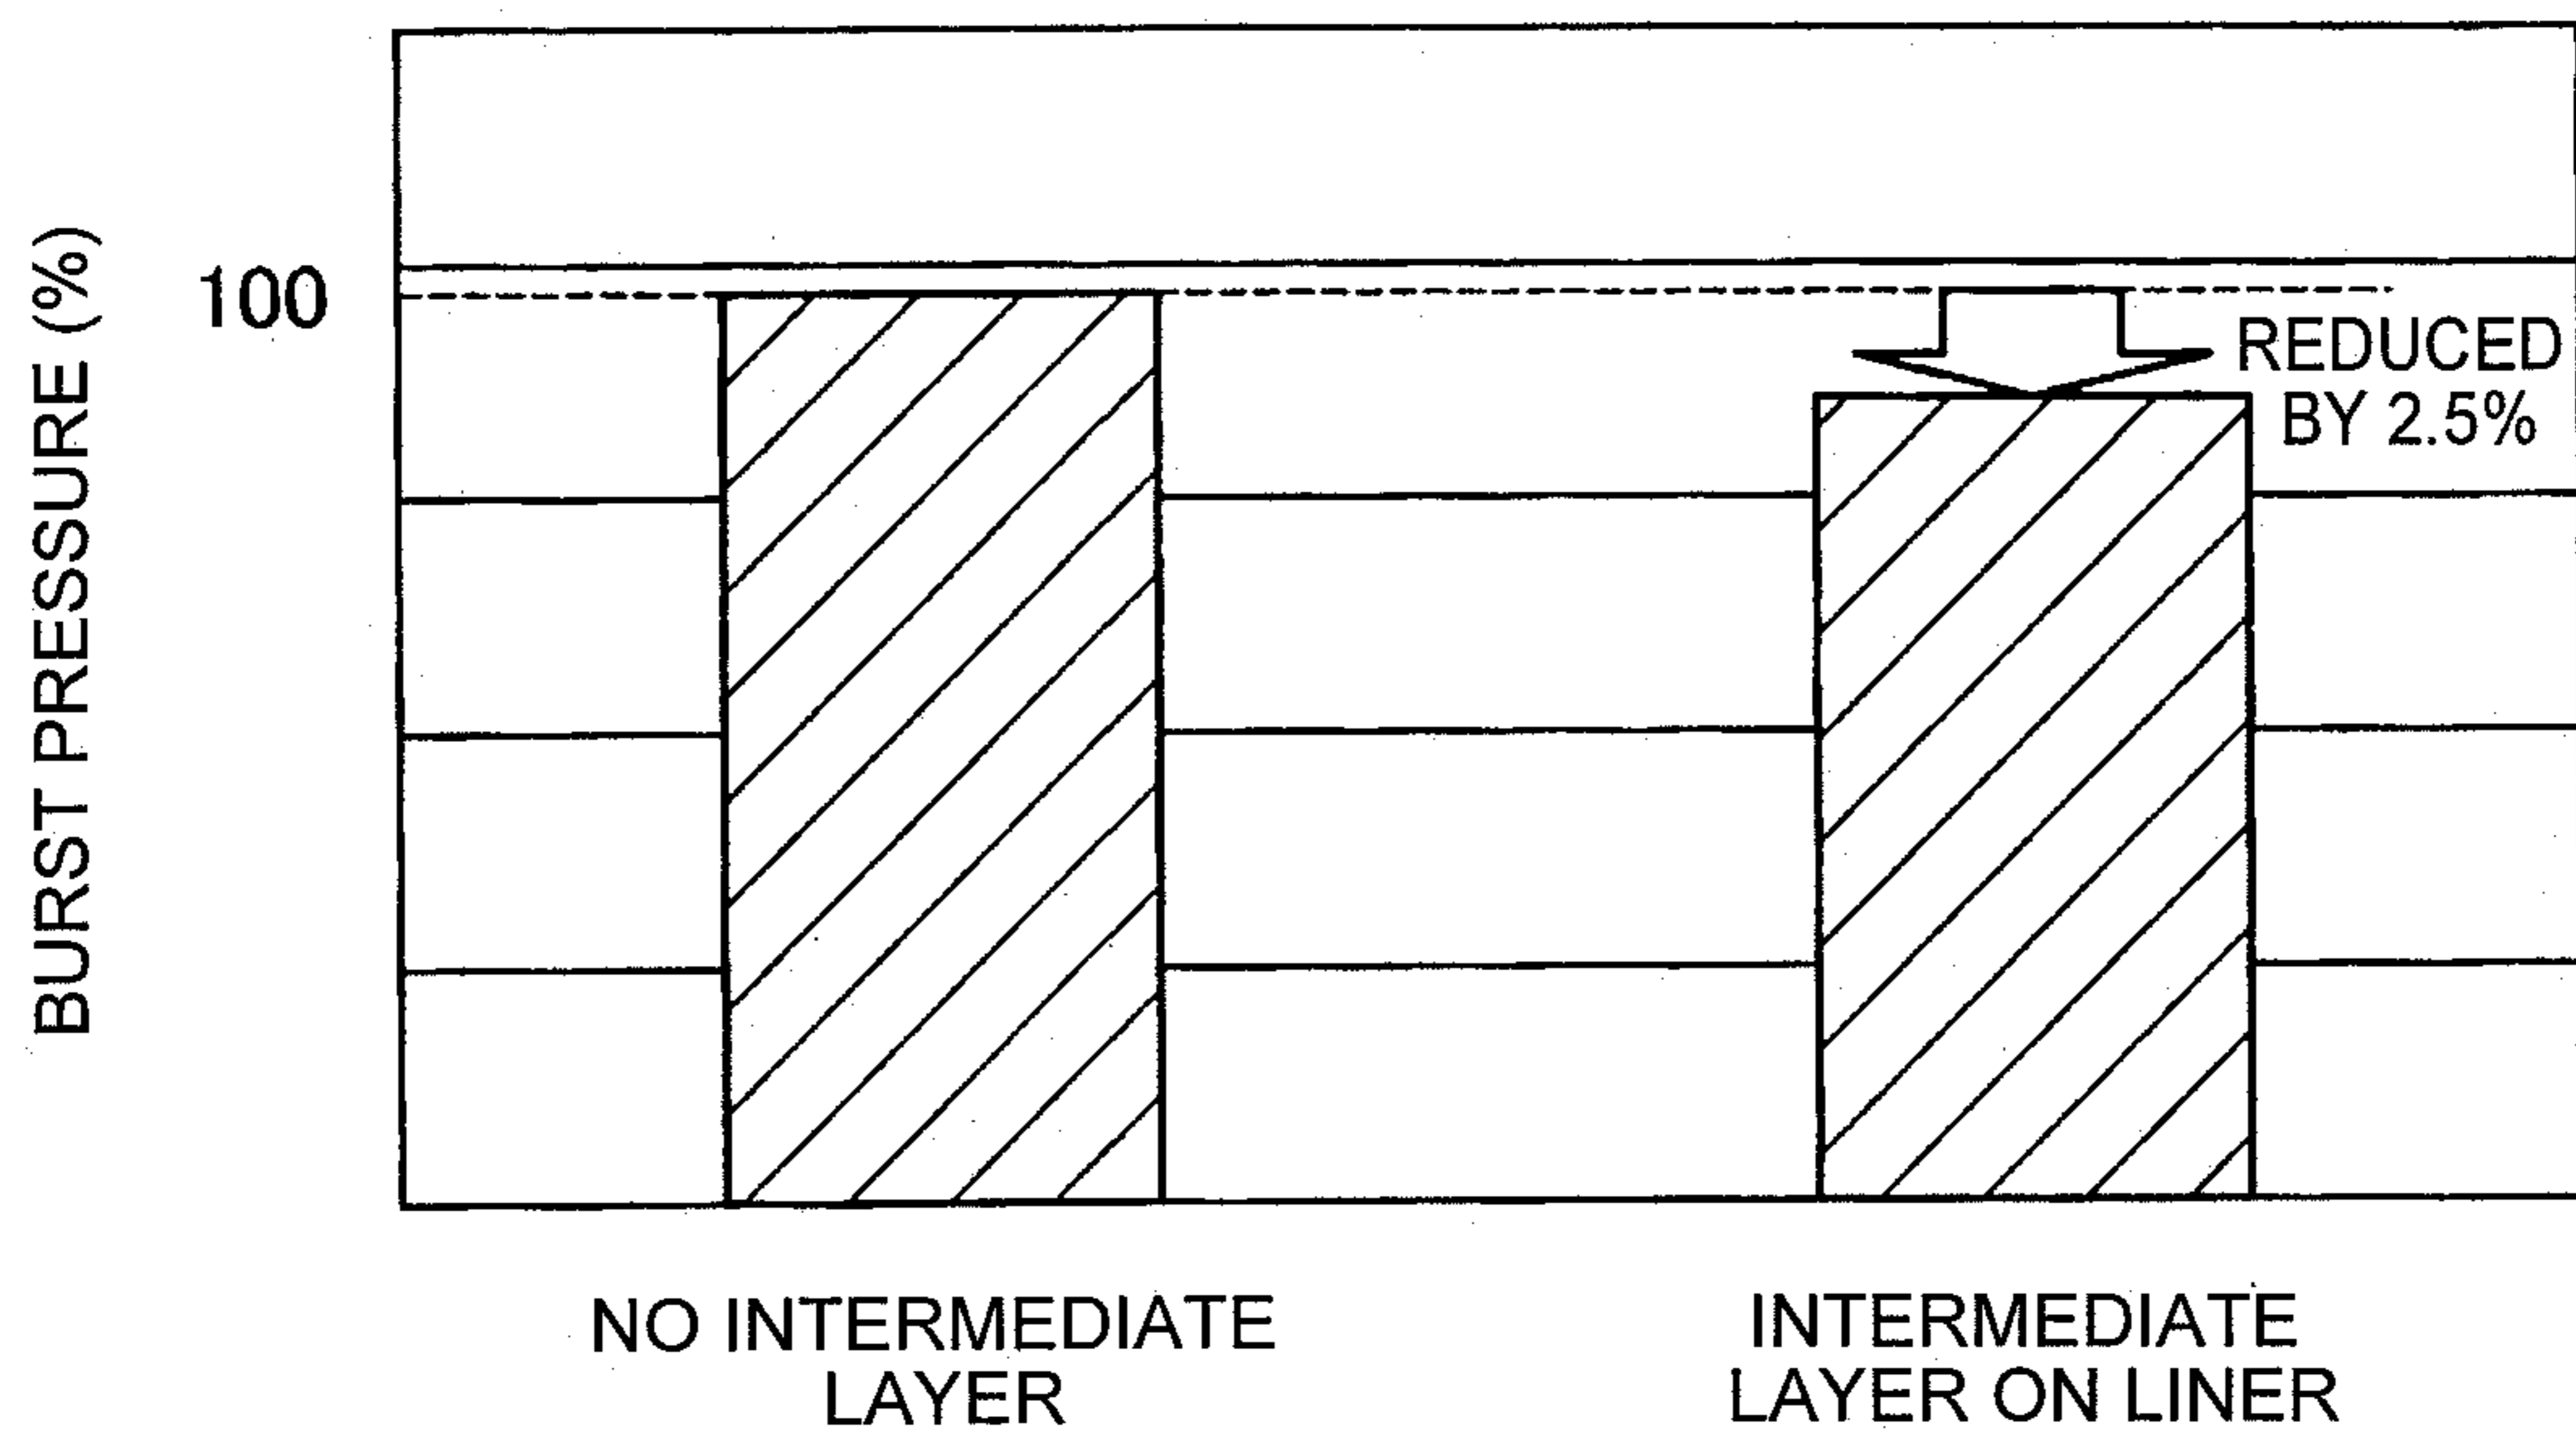 BURST PRESSURE (%)
100
REDUCED
BY 2.5%
NO INTERMEDIATE
LAYER
INTERMEDIATE
LAYER ON LINER